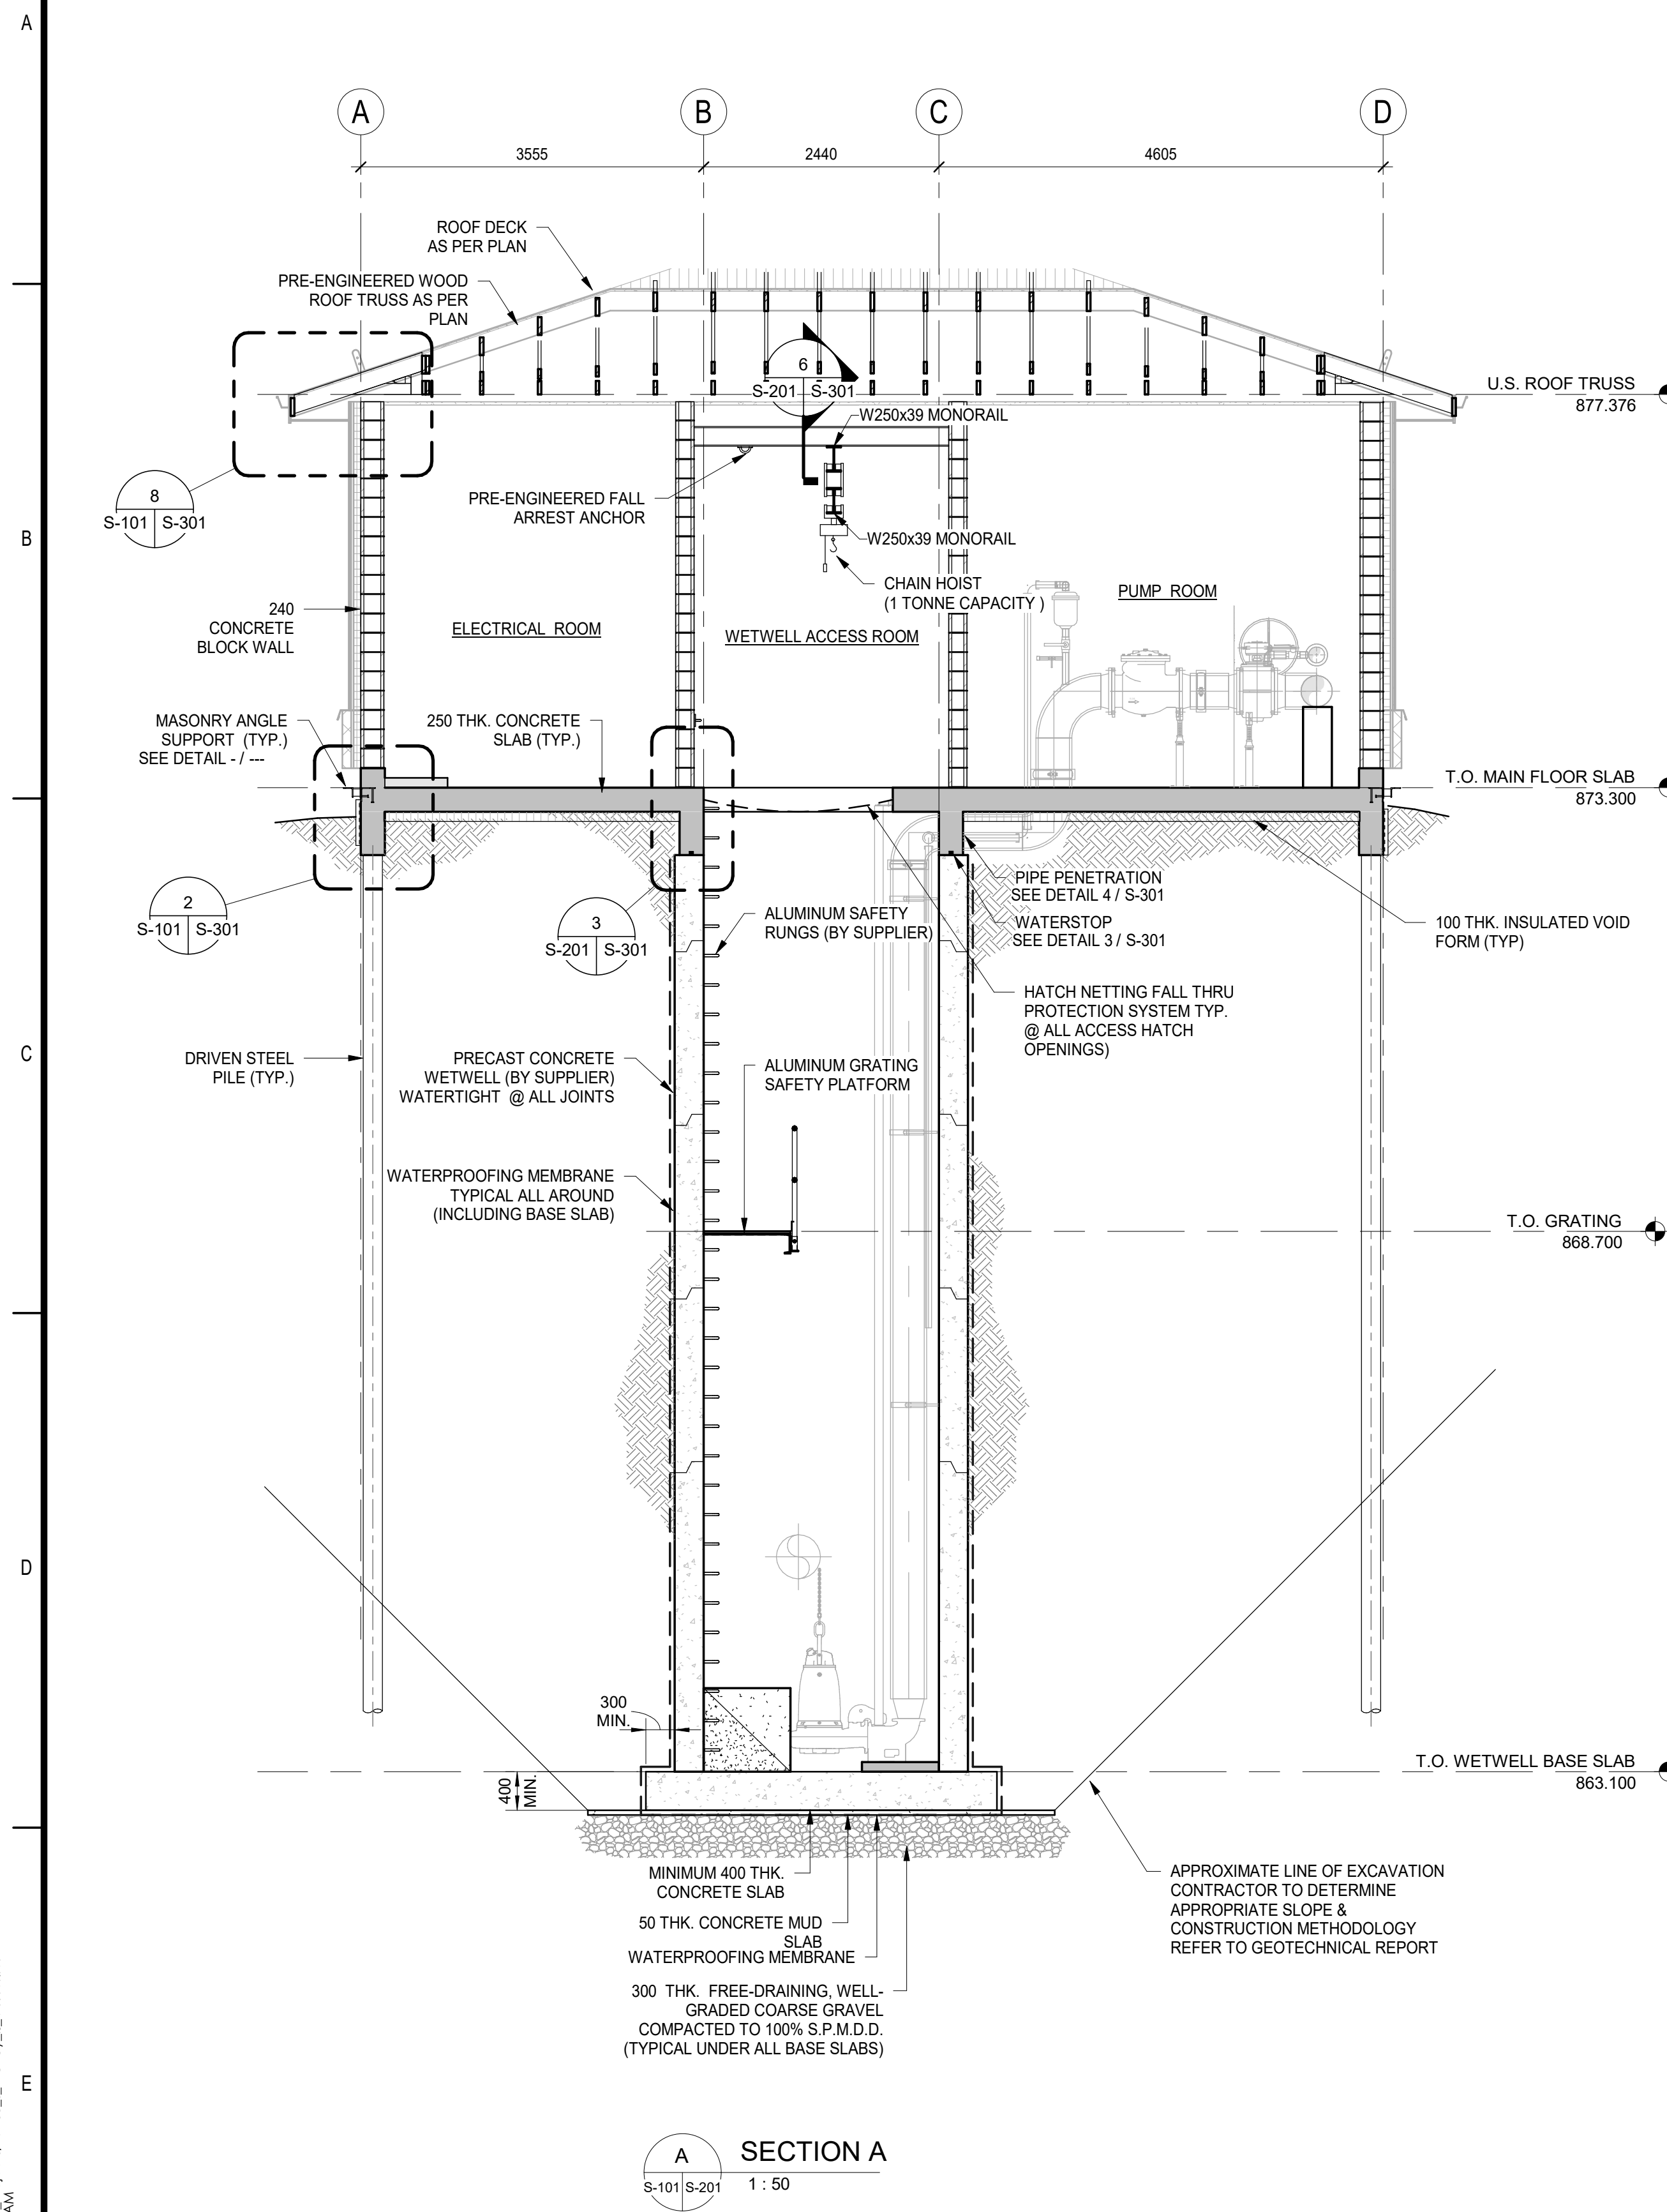 A
A B C D
3555 2440 4605
ROOF DECK
AS PER PLAN
PRE-ENGINEERED WOOD
ROOF TRUSS AS PER
PLAN
6
S-201 S-301
U.S. ROOF TRUSS
877.376
W250x39 MONORAIL
8
S-101 S-301
PRE-ENGINEERED FALL
ARREST ANCHOR
B
W250x39 MONORAIL
CHAIN HOIST
(1 TONNE CAPACITY )
PUMP ROOM
240
CONCRETE
BLOCK WALL
ELECTRICAL ROOM
WETWELL ACCESS ROOM
MASONRY ANGLE
SUPPORT (TYP.)
SEE DETAIL - / ---
250 THK. CONCRETE
SLAB (TYP.)
T.O. MAIN FLOOR SLAB
873.300
PIPE PENETRATION
SEE DETAIL 4 / S-301
2
S-101 S-301
3
S-201 S-301
ALUMINUM SAFETY
RUNGS (BY SUPPLIER)
WATERSTOP
SEE DETAIL 3 / S-301
100 THK. INSULATED VOID
FORM (TYP)
HATCH NETTING FALL THRU
PROTECTION SYSTEM TYP.
@ ALL ACCESS HATCH
OPENINGS)
C
DRIVEN STEEL
PILE (TYP.)
PRECAST CONCRETE
WETWELL (BY SUPPLIER)
WATERTIGHT @ ALL JOINTS
ALUMINUM GRATING
SAFETY PLATFORM
WATERPROOFING MEMBRANE
TYPICAL ALL AROUND
(INCLUDING BASE SLAB)
T.O. GRATING
868.700
D
300
MIN.
400
MIN.
T.O. WETWELL BASE SLAB
863.100
MINIMUM 400 THK.
CONCRETE SLAB
50 THK. CONCRETE MUD
SLAB
WATERPROOFING MEMBRANE
300 THK. FREE-DRAINING, WELL-
GRADED COARSE GRAVEL
COMPACTED TO 100% S.P.M.D.D.
(TYPICAL UNDER ALL BASE SLABS)
APPROXIMATE LINE OF EXCAVATION
CONTRACTOR TO DETERMINE
APPROPRIATE SLOPE &
CONSTRUCTION METHODOLOGY
REFER TO GEOTECHNICAL REPORT
E
A
S-101 S-201
SECTION A
1 : 50
AM